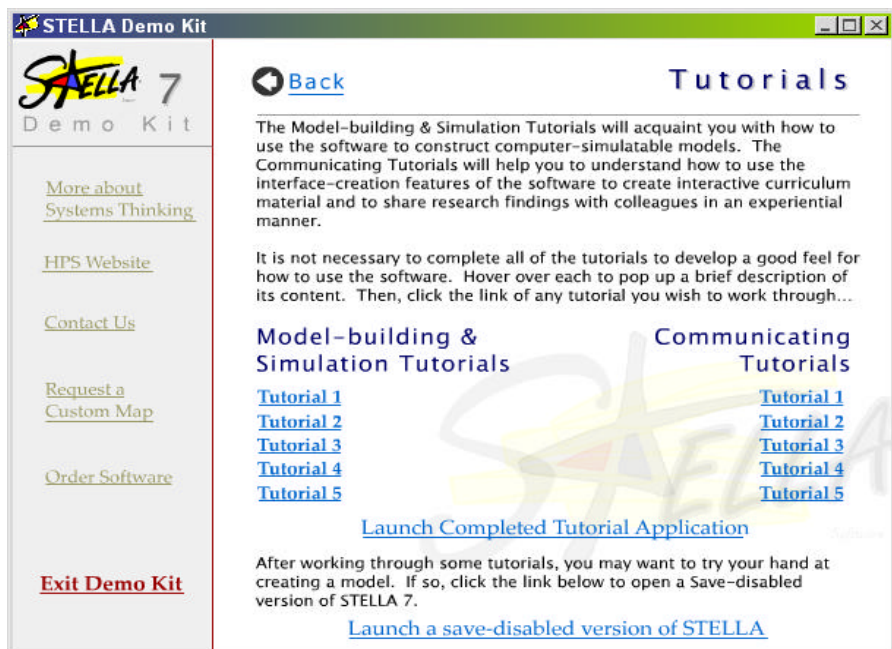 STELLA Demo Kit
STELLA 7
Demo Kit
More about
Systems Thinking
HPS Website
Contact Us
Request a
Custom Map
Order Software
Exit Demo Kit
Back
Tutorials
The Model-building & Simulation Tutorials will acquaint you with how to
use the software to construct computer-simulatable models. The
Communicating Tutorials will help you to understand how to use the
interface-creation features of the software to create interactive curriculum
material and to share research findings with colleagues in an experiential
manner.
It is not necessary to complete all of the tutorials to develop a good feel for
how to use the software. Hover over each to pop up a brief description of
its content. Then, click the link of any tutorial you wish to work through...
Model-building &
Simulation Tutorials
Tutorial 1
Tutorial 2
Tutorial 3
Tutorial 4
Tutorial 5
Communicating
Tutorials
Tutorial 1
Tutorial 2
Tutorial 3
Tutorial 4
Tutorial 5
STELLA
Software
Launch Completed Tutorial Application
After working through some tutorials, you may want to try your hand at
creating a model. If so, click the link below to open a Save-disabled
version of STELLA 7.
Launch a save-disabled version of STELLA